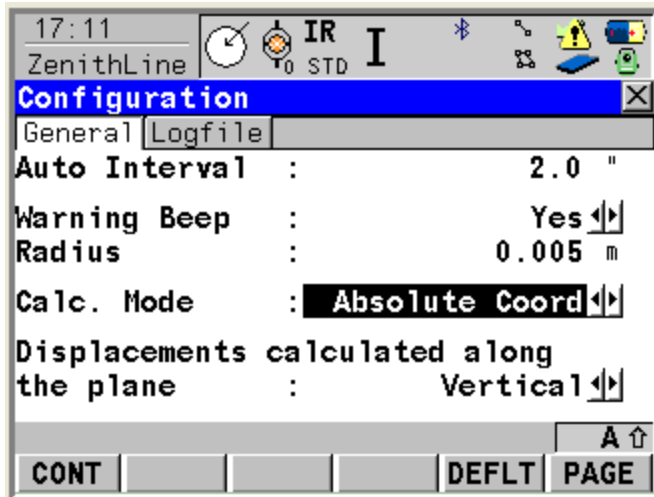 17:11
ZenithLine
IR
STD
I
0
Configuration
General Logfile
Auto Interval : 2.0 "
Warning Beep : Yes
Radius : 0.005 m
Calc. Mode : Absolute Coord
Displacements calculated along
the plane : Vertical
A
CONT DEFLT PAGE